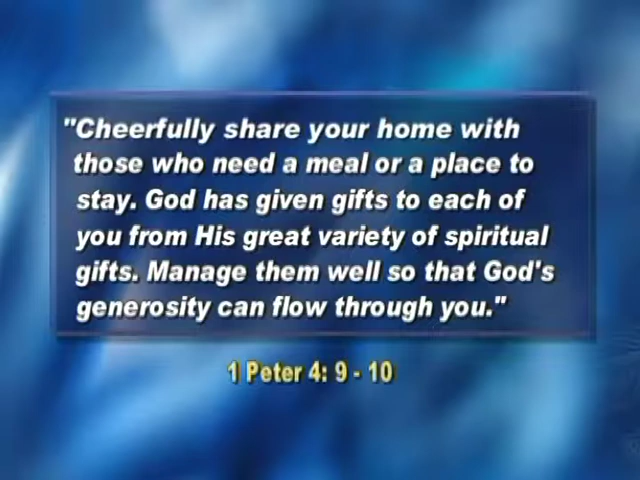 "Cheerfully share your home with
those who need a meal or a place to
stay. God has given gifts to each of
you from His great variety of spiritual
gifts. Manage them well so that God's
generosity can flow through you."
1 Peter 4: 9 - 10